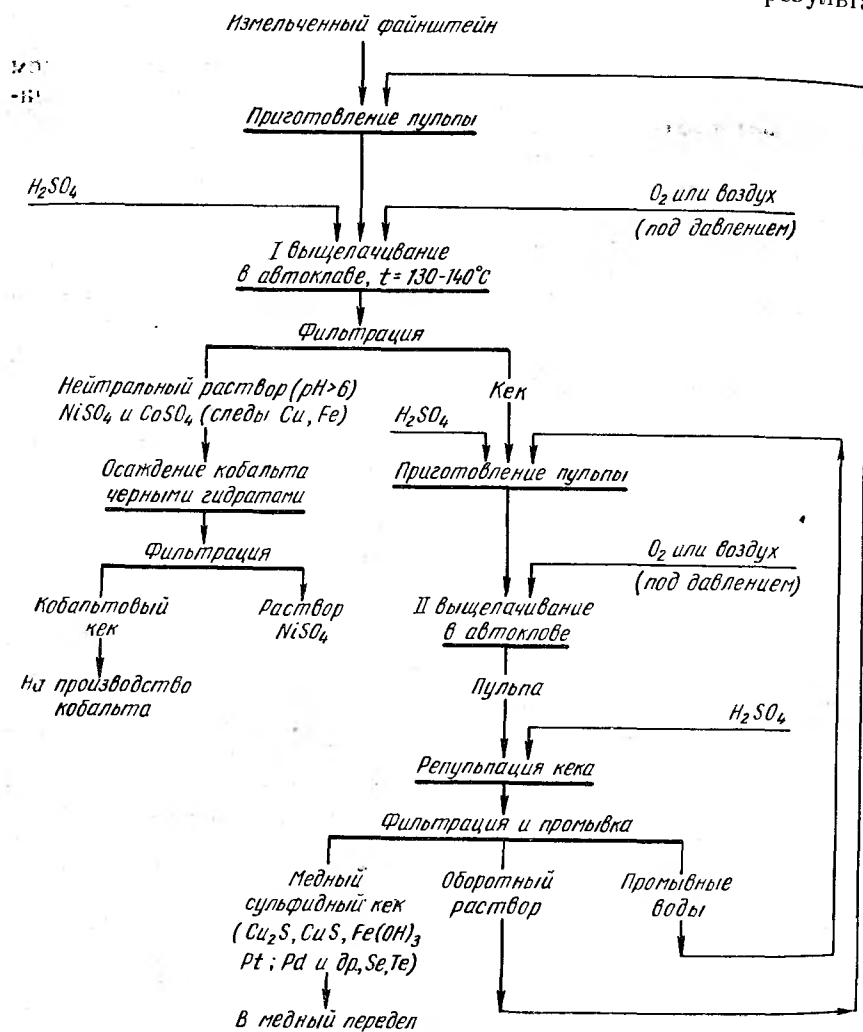 результа
Измельченный файнштейн
Приготовление пульпы
H₂SO₄
O₂ или воздух
(под давлением)
I выщелачивание
в автоклаве, t = 130-140°C
Фильтрация
Нейтральный раствор (pH>6)
NiSO₄ и CoSO₄ (следы Cu, Fe)
Кек
H₂SO₄
Осаждение кобальта
черными гидратами
Приготовление пульпы
Фильтрация
O₂ или воздух
(под давлением)
Кобальтовый
кек
Раствор
NiSO₄
II выщелачивание
в автоклове
На производство
кобальта
Пульпа
H₂SO₄
Репульпация кека
Фильтрация и промывка
Медный
сульфидный кек
(Cu₂S, CuS, Fe(OH)₃
Pt; Pd и др, Se, Te)
Оборотный
раствор
Промывные
воды
В медный передел